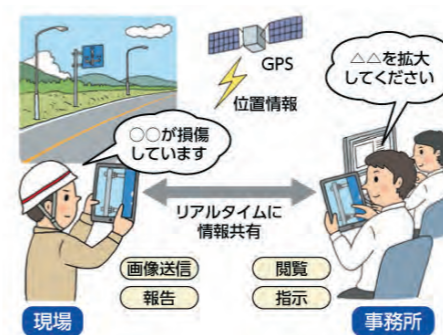 GPS
位置情報
△△を拡大
してください
○○が損傷
しています
リアルタイムに
情報共有
画像送信
閲覧
報告
指示
現場
事務所